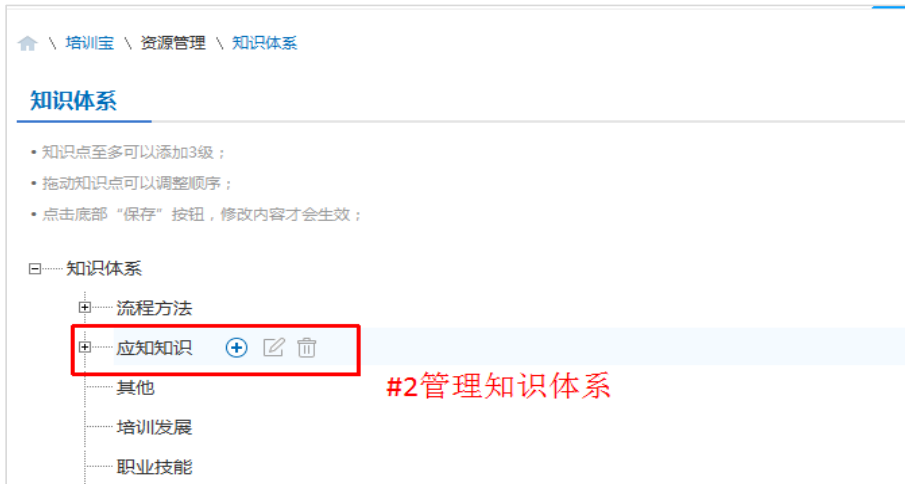 \ 培训宝 \ 资源管理 \ 知识体系
知识体系
• 知识点至多可以添加3级；
• 拖动知识点可以调整顺序；
• 点击底部“保存”按钮，修改内容才会生效；
知识体系
流程方法
应知知识
#2管理知识体系
其他
培训发展
职业技能